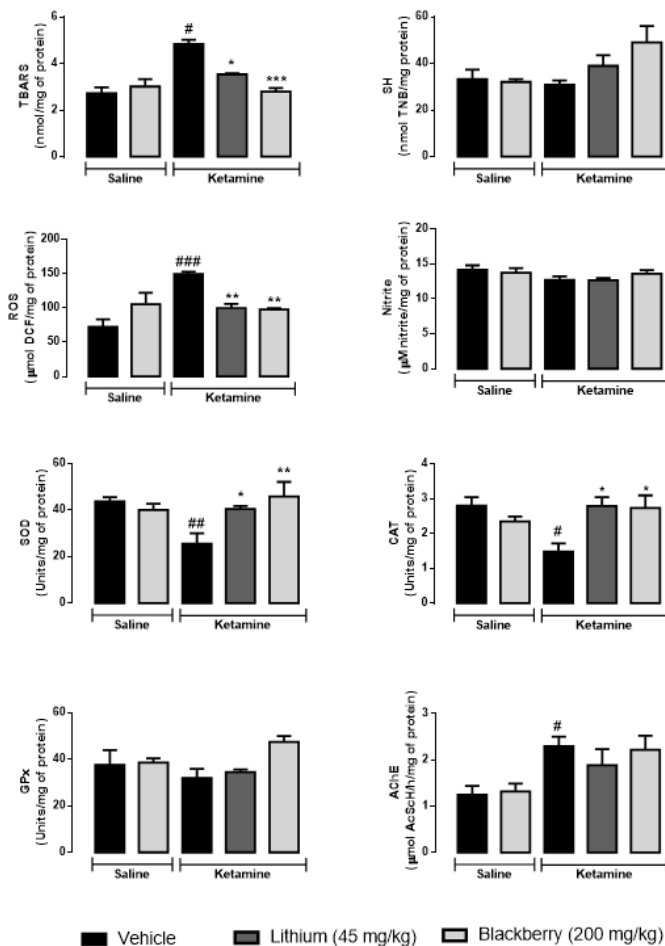 TBARS
(nmol/mg of protein)
6
4
2
0
#
*
***
Saline
Ketamine
SH
(nmol TNB/mg protein)
60
40
20
0
Saline
Ketamine
ROS
(µmol DCF/mg of protein)
200
150
100
50
0
###
**
**
Saline
Ketamine
Nitrite
(µMnitrite/mg of protein)
20
15
10
5
0
Saline
Ketamine
SOD
(Units/mg of protein)
60
40
20
0
##
*
**
Saline
Ketamine
CAT
(Units/mg of protein)
4
3
2
1
0
#
*
*
Saline
Ketamine
GPx
(Units/mg of protein)
60
40
20
0
Saline
Ketamine
AChE
(µmol AcScH/h/mg of protein)
3
2
1
0
#
Saline
Ketamine
Vehicle Lithium (45 mg/kg) Blackberry (200 mg/kg)